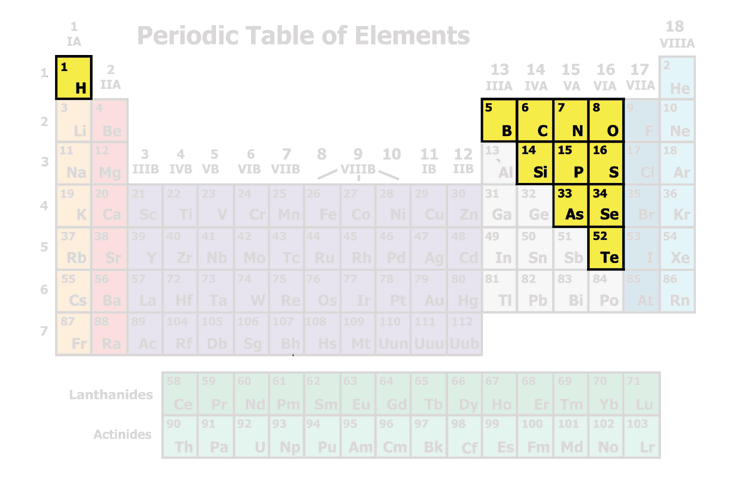 1
IA
Periodic Table of Elements
18
VIIIA
1
1
H
2
IIA
13
IIIA
14
IVA
15
VA
16
VIA
17
VIIA
2
He
2
3
Li
4
Be
5
B
6
C
7
N
8
O
9
F
10
Ne
3
11
Na
12
Mg
3
IIIB
4
IVB
5
VB
6
VIB
7
VIIB
8
9
VIIIB
10
11
IB
12
IIB
13
Al
14
Si
15
P
16
S
17
Cl
18
Ar
4
19
K
20
Ca
21
Sc
22
Ti
23
V
24
Cr
25
Mn
26
Fe
27
Co
28
Ni
29
Cu
30
Zn
31
Ga
32
Ge
33
As
34
Se
35
Br
36
Kr
5
37
Rb
38
Sr
39
Y
40
Zr
41
Nb
42
Mo
43
Tc
44
Ru
45
Rh
46
Pd
47
Ag
48
Cd
49
In
50
Sn
51
Sb
52
Te
53
I
54
Xe
6
55
Cs
56
Ba
57
La
72
Hf
73
Ta
74
W
75
Re
76
Os
77
Ir
78
Pt
79
Au
80
Hg
81
Tl
82
Pb
83
Bi
84
Po
85
At
86
Rn
7
87
Fr
88
Ra
89
Ac
104
Rf
105
Db
106
Sg
107
Bh
108
Hs
109
Mt
110
Uun
111
Uuu
112
Uub
Lanthanides
58
Ce
59
Pr
60
Nd
61
Pm
62
Sm
63
Eu
64
Gd
65
Tb
66
Dy
67
Ho
68
Er
69
Tm
70
Yb
71
Lu
Actinides
90
Th
91
Pa
92
U
93
Np
94
Pu
95
Am
96
Cm
97
Bk
98
Cf
99
Es
100
Fm
101
Md
102
No
103
Lr